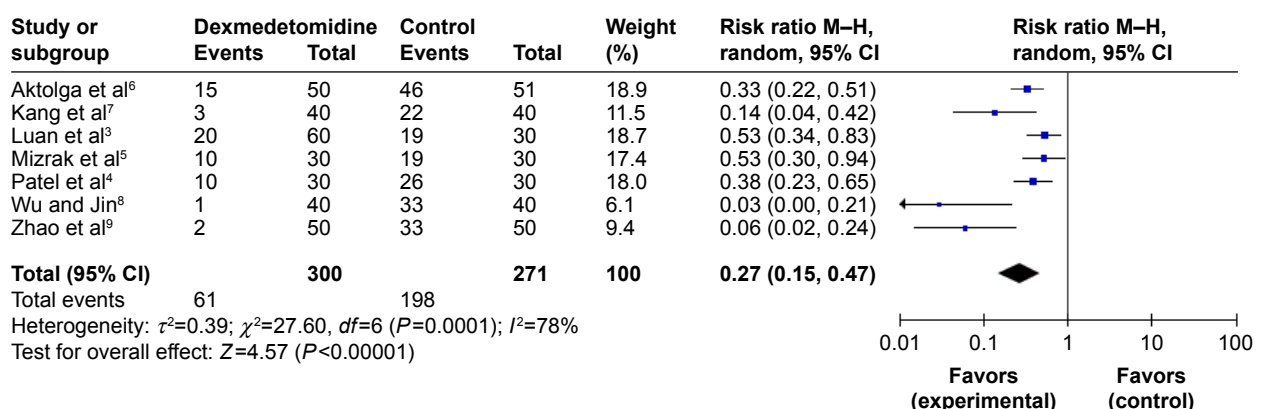 Study or Dexmedetomidine Control Weight Risk ratio M–H, Risk ratio M–H,
subgroup Events Total Events Total (%) random, 95% CI random, 95% CI
Aktolga et al⁶ 15 50 46 51 18.9 0.33 (0.22, 0.51)
Kang et al⁷ 3 40 22 40 11.5 0.14 (0.04, 0.42)
Luan et al³ 20 60 19 30 18.7 0.53 (0.34, 0.83)
Mizrak et al⁵ 10 30 19 30 17.4 0.53 (0.30, 0.94)
Patel et al⁴ 10 30 26 30 18.0 0.38 (0.23, 0.65)
Wu and Jin⁸ 1 40 33 40 6.1 0.03 (0.00, 0.21)
Zhao et al⁹ 2 50 33 50 9.4 0.06 (0.02, 0.24)
Total (95% CI) 300 271 100 0.27 (0.15, 0.47)
Total events 61 198
Heterogeneity: τ²=0.39; χ²=27.60, df=6 (P=0.0001); I²=78%
Test for overall effect: Z=4.57 (P<0.00001)
0.01 0.1 1 10 100
Favors Favors
(experimental) (control)